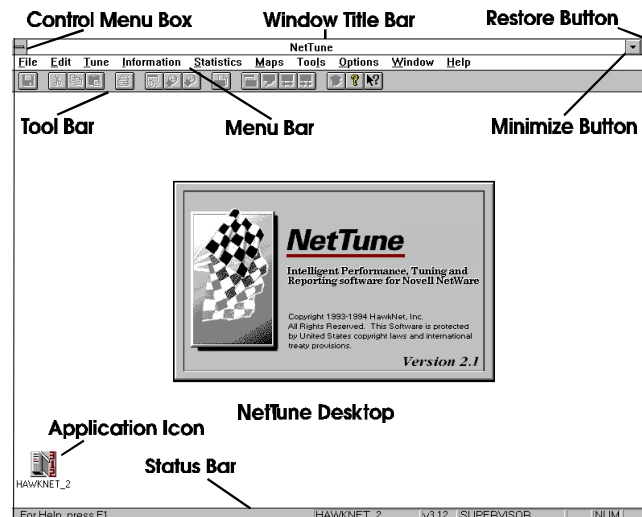 Control Menu Box
Window Title Bar
Restore Button
NetTune
File Edit Tune Information Statistics Maps Tools Options Window Help
Tool Bar
Menu Bar
Minimize Button
NetTune
Intelligent Performance, Tuning and
Reporting software for Novell NetWare
Copyright 1993-1994 HawkNet, Inc.
All Rights Reserved. This Software is protected
by United States copyright laws and international
treaty provisions.
Version 2.1
NetTune Desktop
Application Icon
HAWKNET_2
Status Bar
For Help, press F1 HAWKNET_2 v3.12 SUPERVISOR NUM